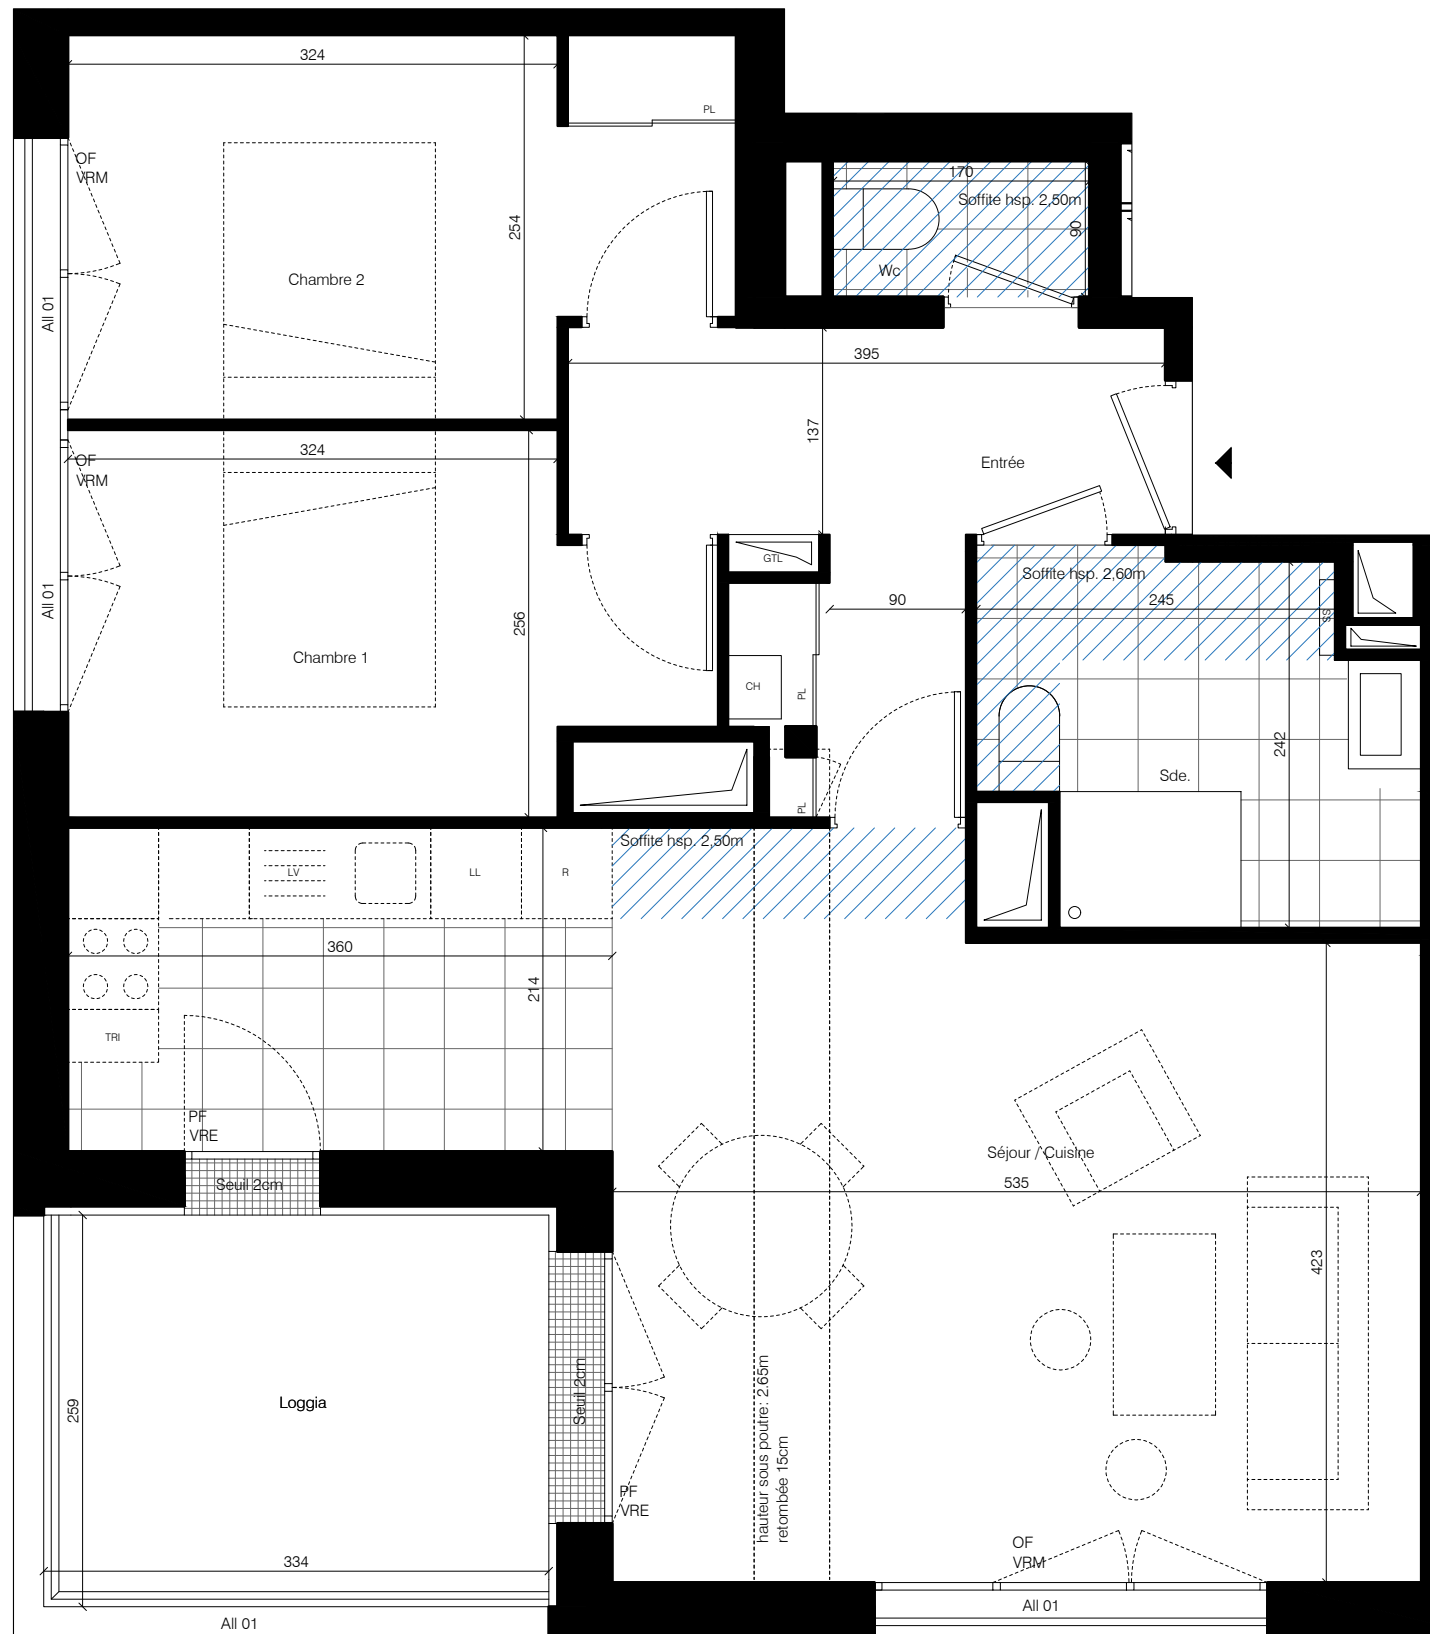 324
PL
OF
VRM
254
Chambre 2
All 01
170
Soffite hsp. 2,50m
90
Wc
395
137
Entrée
324
OF
VRM
256
Chambre 1
All 01
GTL
90
CH
PL
PL
Soffite hsp. 2,60m
245
SS
242
Sde.
Soffite hsp. 2,50m
LV
LL
R
360
214
TRI
PF
VRE
Seuil 2cm
Séjour / Cuisine
535
423
259
Loggia
Seuil 2cm
334
All 01
PF
VRE
hauteur sous poutre: 2.65m
retombée 15cm
OF
VRM
All 01